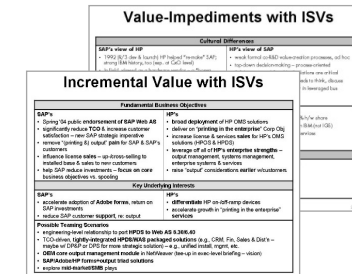 Value-Impediments with ISVs
Cultural Differences
SAP's view of HP
HP's view of SAP
Incremental Value with ISVs
Fundamental Business Objectives
SAP's
• Spring '04 public endorsement of SAP Web AS
• significantly reduce TCO & increase customer
satisfaction – new SAP strategic imperative
• remove "printing (& output)" path for SAP & SAP's
customers
• influence license sales – up-/cross-selling to
installed base & sales to new customers
• help SAP reduce investments – focus on core
business objectives vs. spooling
HP's
• broad deployment of HP OMS solutions
• deliver on "printing in the enterprise" Corp Obj
• increase license & services sales for HP's OMS
solutions (HPOS & HPDS)
• leverage off all of HP's enterprise strengths –
output management, systems management,
enterprise systems & services
• raise "output" considerations earlier w/customers
Key Underlying Interests
SAP's
• accelerate adoption of Adobe forms, return on
SAP investments
• reduce SAP customer support, re: output
HP's
• differentiate HP on-/off-ramp devices
• accelerate growth in "printing in the enterprise"
services
Possible Teaming Scenarios
• engineering-level relationship to port HPDS to Web AS 6.30/6.40
• TCO-driven, tightly-integrated HPDS/WAS packaged solutions (e.g., CRM, Fin, Sales & Dist'n –
maybe w/ DP&P or DPS for more strategic solution) – e.g., unified install, mgmt, etc.
• OEM core output management module in NetWeaver (tee-up in exec-level briefing – vision)
• SAP/Adobe/HP forms+output triad solutions
• explore mid-market/SMB plays